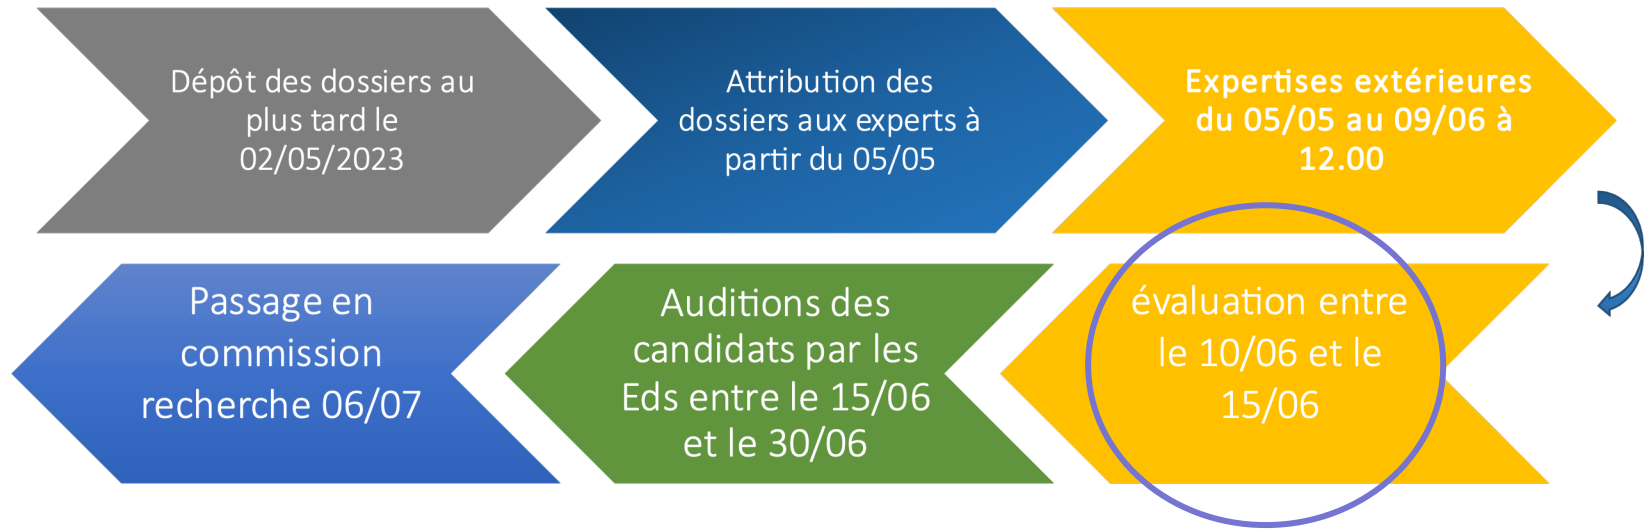 Dépôt des dossiers au
plus tard le
02/05/2023
Attribution des
dossiers aux experts à
partir du 05/05
Expertises extérieures
du 05/05 au 09/06 à
12.00
évaluation entre
le 10/06 et le
15/06
Auditions des
candidats par les
Eds entre le 15/06
et le 30/06
Passage en
commission
recherche 06/07